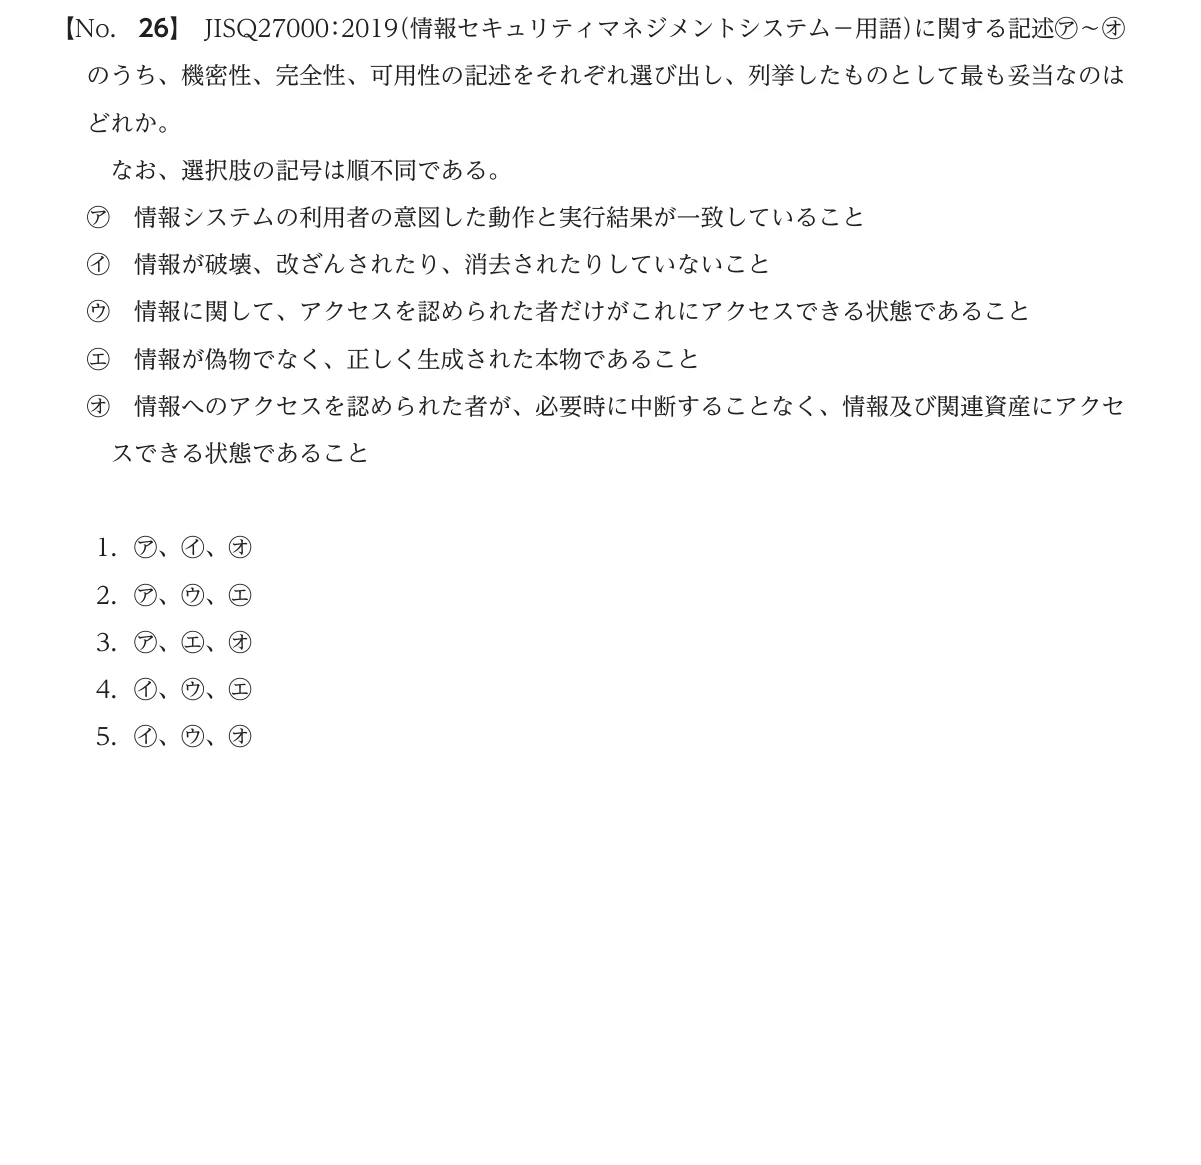 【No. 26】 JISQ27000:2019(情報セキュリティマネジメントシステム－用語)に関する記述㋐～㋔
のうち、機密性、完全性、可用性の記述をそれぞれ選び出し、列挙したものとして最も妥当なのは
どれか。
なお、選択肢の記号は順不同である。
㋐ 情報システムの利用者の意図した動作と実行結果が一致していること
㋑ 情報が破壊、改ざんされたり、消去されたりしていないこと
㋒ 情報に関して、アクセスを認められた者だけがこれにアクセスできる状態であること
㋓ 情報が偽物でなく、正しく生成された本物であること
㋔ 情報へのアクセスを認められた者が、必要時に中断することなく、情報及び関連資産にアクセ
スできる状態であること
1. ㋐、㋑、㋔
2. ㋐、㋒、㋓
3. ㋐、㋓、㋔
4. ㋑、㋒、㋓
5. ㋑、㋒、㋔